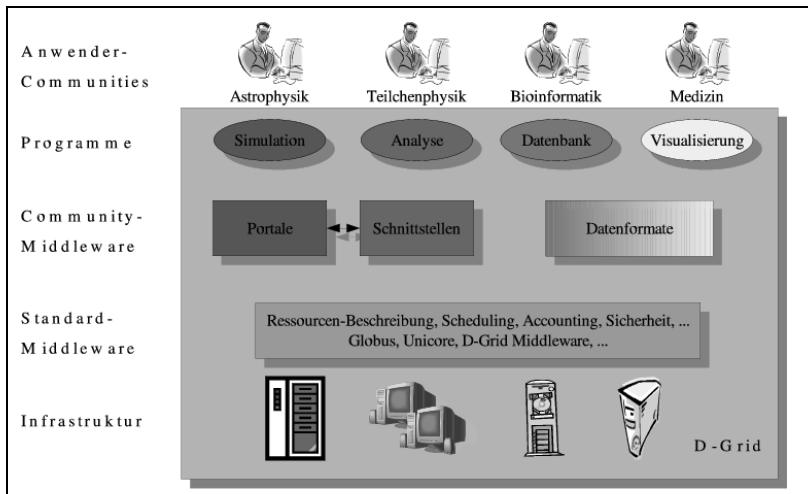 Anwender-
Communities
Astrophysik Teilchenphysik Bioinformatik Medizin
Programme
Simulation Analyse Datenbank Visualisierung
Community-
Middleware
Portale Schnittstellen Datenformate
Standard-
Middleware
Ressourcen-Beschreibung, Scheduling, Accounting, Sicherheit, ...
Globus, Unicore, D-Grid Middleware, ...
Infrastruktur
D-Grid